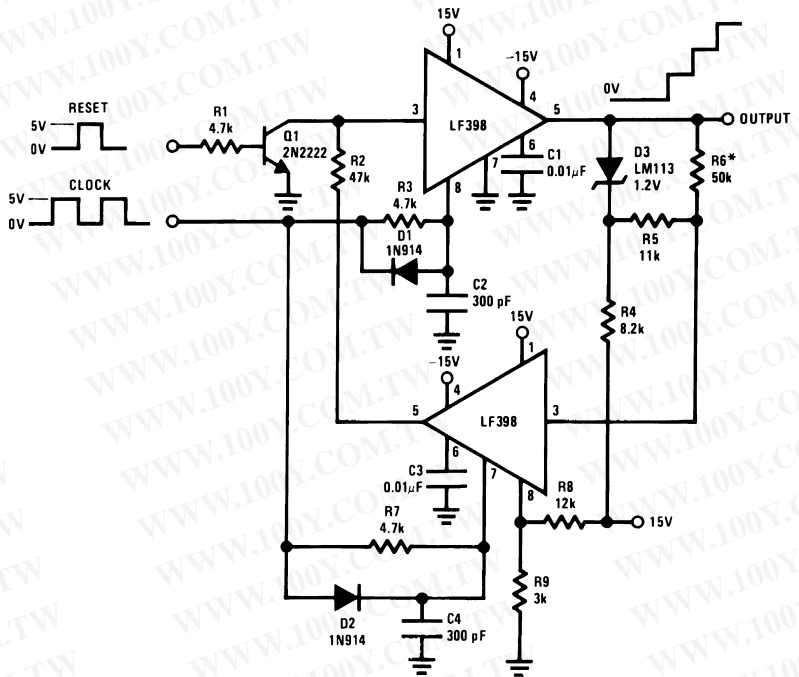 15V
1
-15V
4
0V
RESET
5V
0V
R1
4.7k
Q1
2N2222
3
LF398
5
OUTPUT
6
7
8
C1
0.01µF
D3
LM113
1.2V
R6*
50k
R2
47k
R3
4.7k
CLOCK
5V
0V
D1
1N914
R5
11k
C2
300 pF
R4
8.2k
15V
1
-15V
4
5
LF398
3
6
7
8
C3
0.01µF
R8
12k
15V
R7
4.7k
R9
3k
D2
1N914
C4
300 pF
WWW.100Y.COM.TW